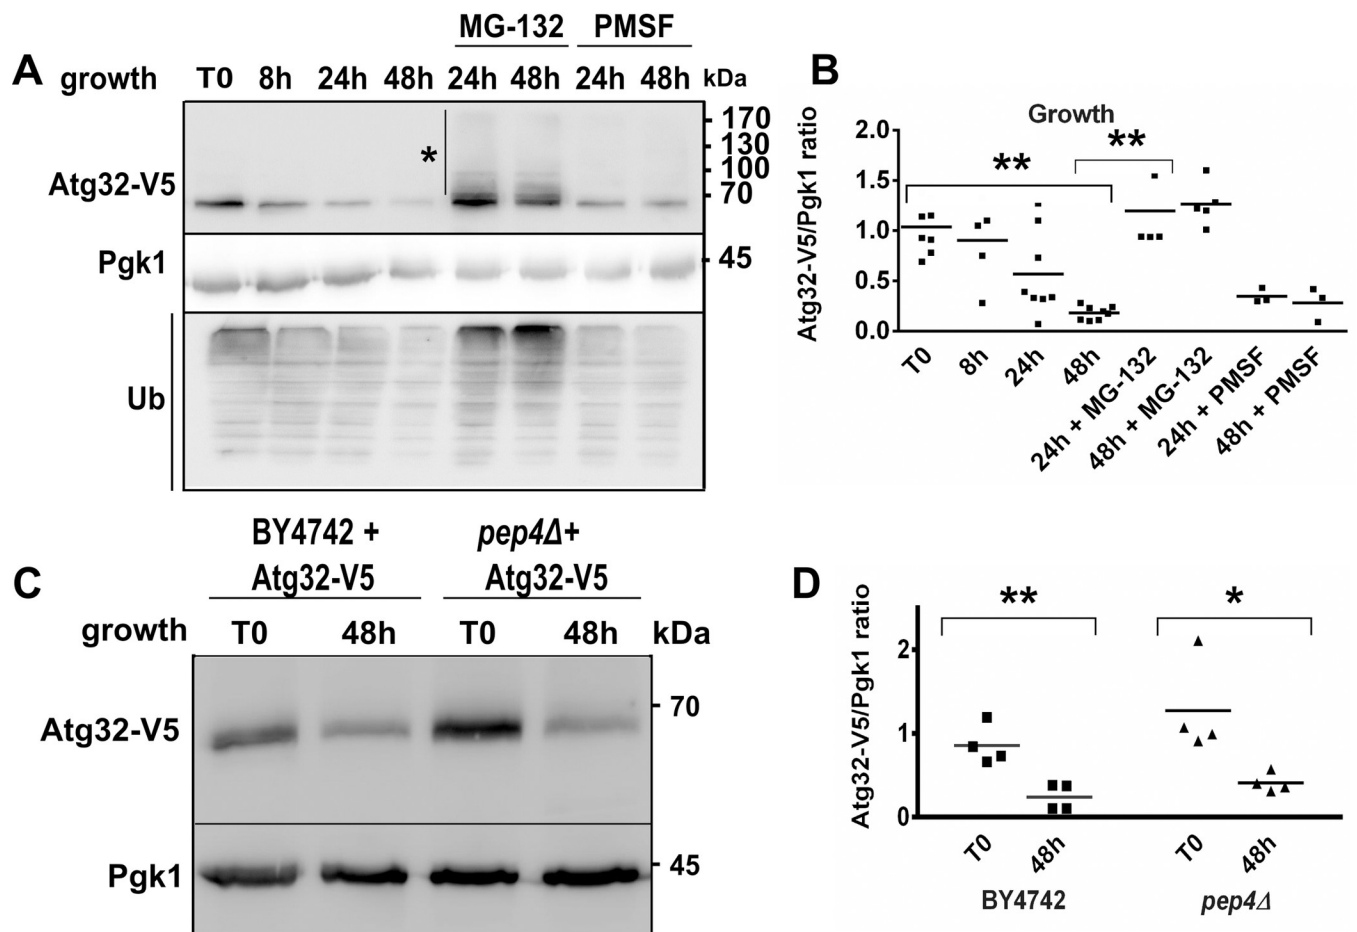 A
MG-132 PMSF
growth T0 8h 24h 48h 24h 48h 24h 48h kDa
170
130
*
100
Atg32-V5
70
Pgk1
45
Ub
B
Growth
Atg32-V5/Pgk1 ratio
2.0
1.5
1.0
0.5
0.0
**
**
T0
8h
24h
48h
24h + MG-132
48h + MG-132
24h + PMSF
48h + PMSF
C
BY4742 + pep4Δ+
Atg32-V5 Atg32-V5
growth T0 48h T0 48h kDa
70
Atg32-V5
45
Pgk1
D
Atg32-V5/Pgk1 ratio
2
1
0
** *
T0 48h T0 48h
BY4742 pep4Δ